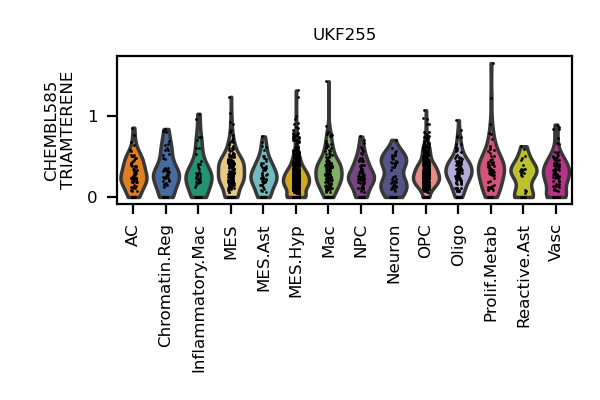 UKF255
CHEMBL585
TRIAMTERENE
1
0
AC
Chromatin.Reg
Inflammatory.Mac
MES
MES.Ast
MES.Hyp
Mac
NPC
Neuron
OPC
Oligo
Prolif.Metab
Reactive.Ast
Vasc